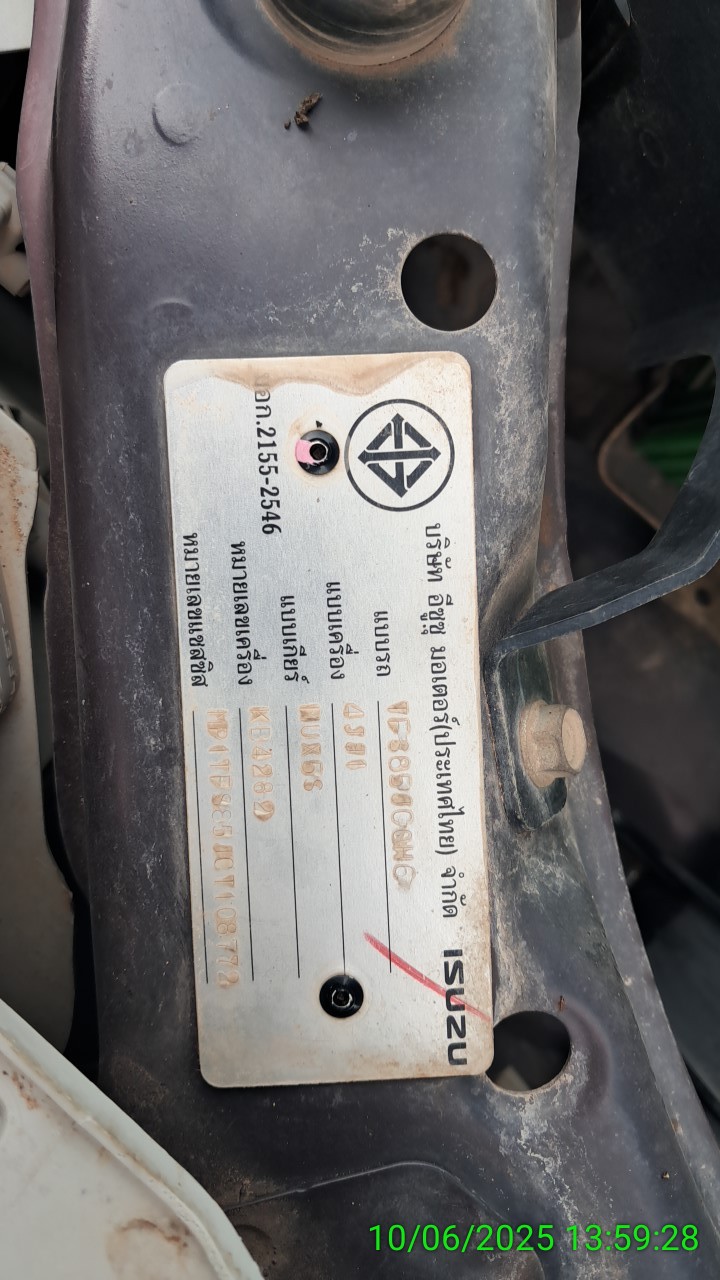 มอก.2155-2546
บริษัท อีซูซุ มอเตอร์(ประเทศไทย) จำกัด ISUZU
แบบรถ
แบบเครื่อง 4JK1
แบบเกียร์ MUX6S
หมายเลขเครื่อง KB4282
หมายเลขแชสซิส
10/06/2025 13:59:28